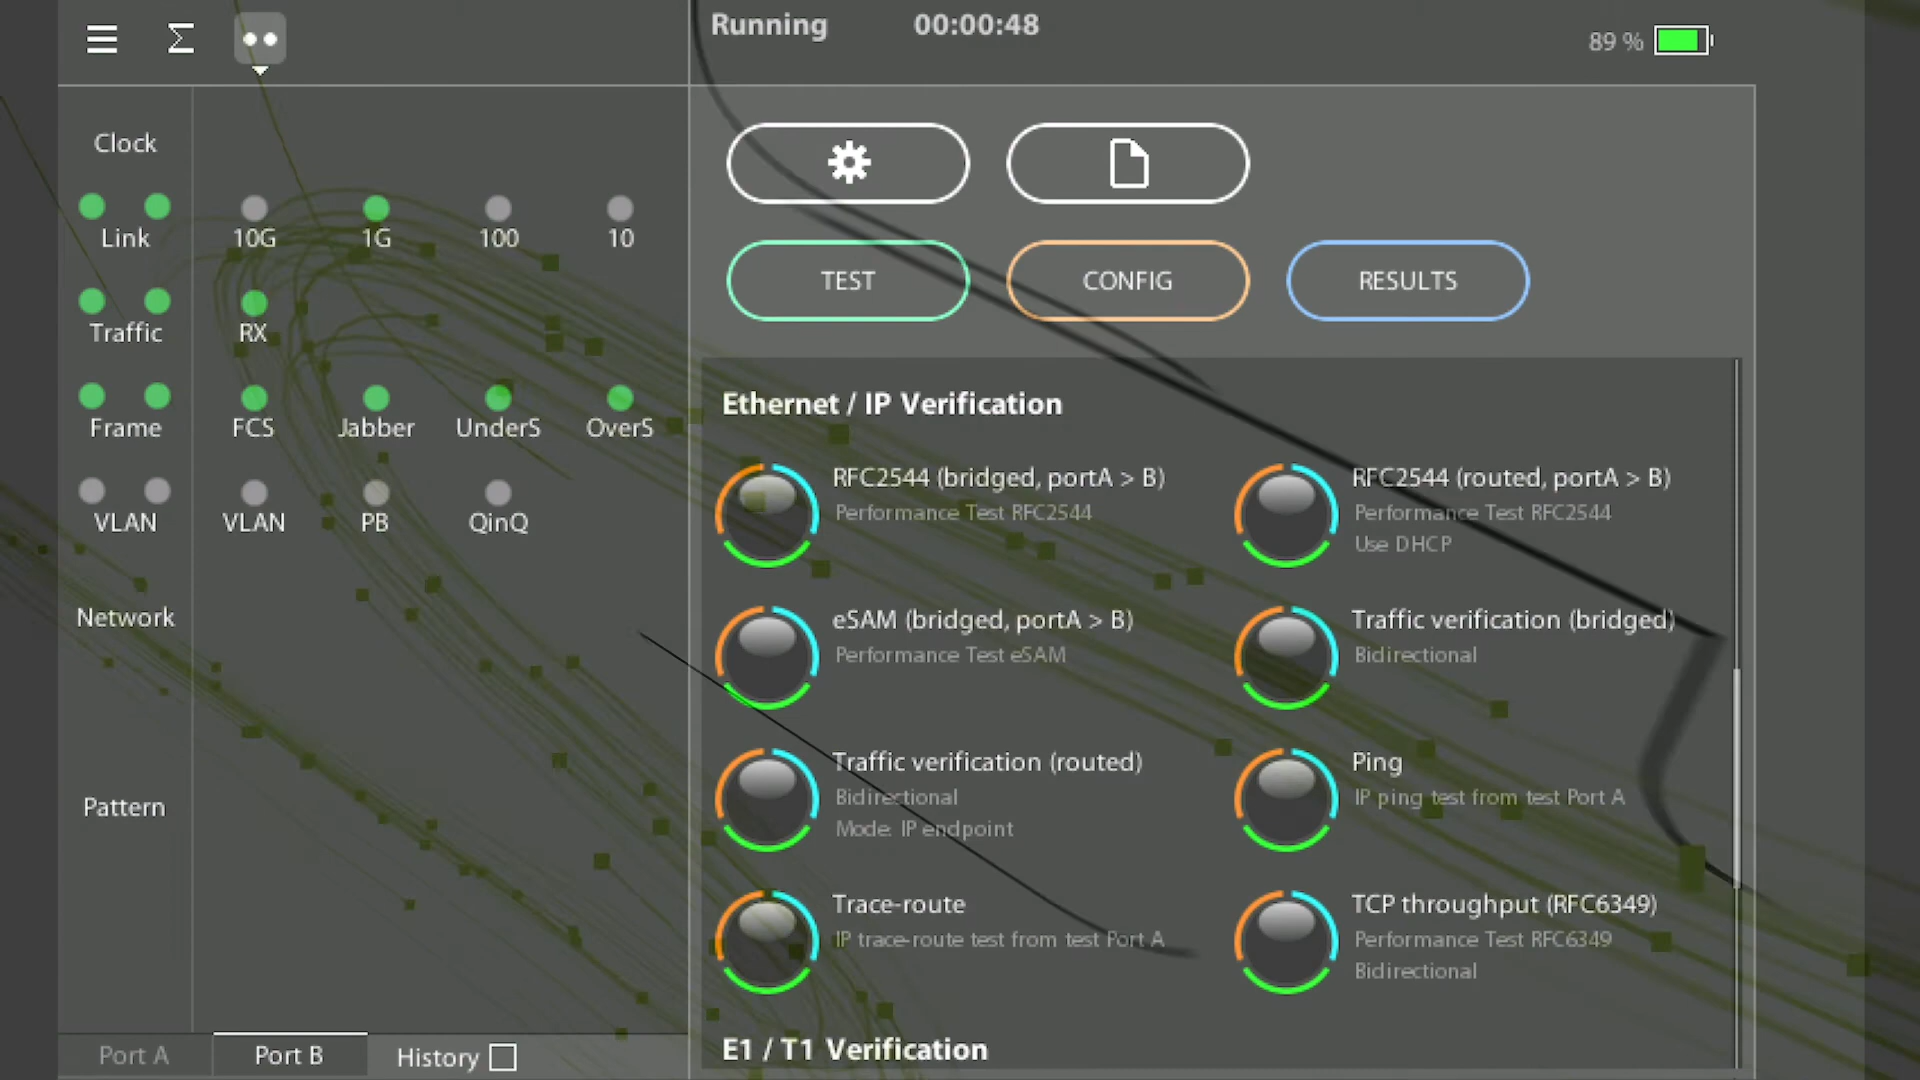 Running 00:00:48
89 %
Clock
Link
10G 1G 100 10
Traffic
RX
Frame
FCS Jabber UnderS OverS
VLAN
VLAN PB QinQ
Network
Pattern
Port A Port B History
TEST CONFIG RESULTS
Ethernet / IP Verification
RFC2544 (bridged, portA > B)
Performance Test RFC2544
RFC2544 (routed, portA > B)
Performance Test RFC2544
Use DHCP
eSAM (bridged, portA > B)
Performance Test eSAM
Traffic verification (bridged)
Bidirectional
Traffic verification (routed)
Bidirectional
Mode: IP endpoint
Ping
IP ping test from test Port A
Trace-route
IP trace-route test from test Port A
TCP throughput (RFC6349)
Performance Test RFC6349
Bidirectional
E1 / T1 Verification